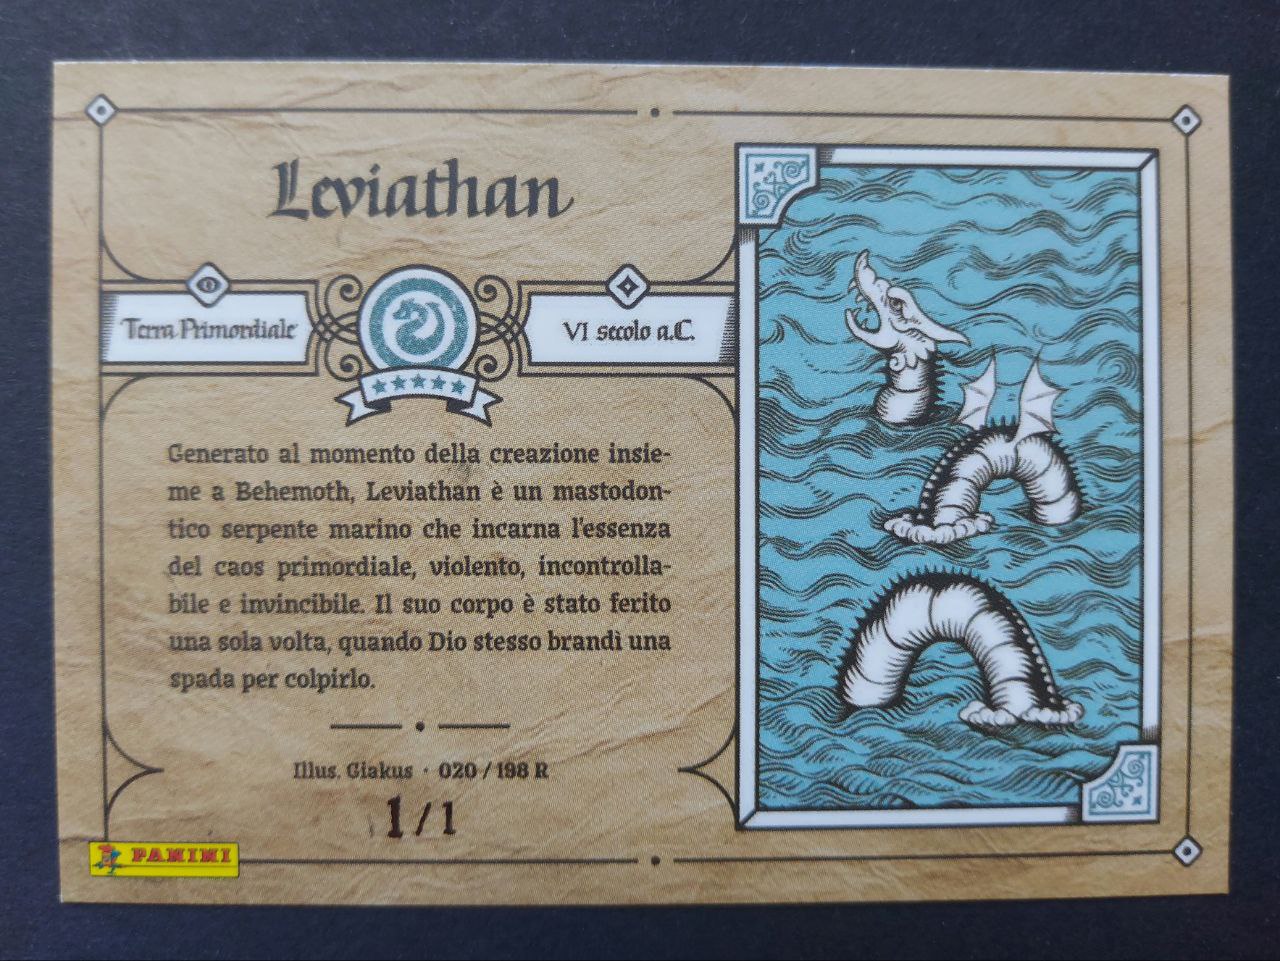 Leviathan
Terra Primordiale
VI secolo a.C.
Generato al momento della creazione insie-
me a Behemoth, Leviathan è un mastodon-
tico serpente marino che incarna l'essenza
del caos primordiale, violento, incontrolla-
bile e invincibile. Il suo corpo è stato ferito
una sola volta, quando Dio stesso brandì una
spada per colpirlo.
Illus. Giakus · 020 / 198 R
1/1
PANINI